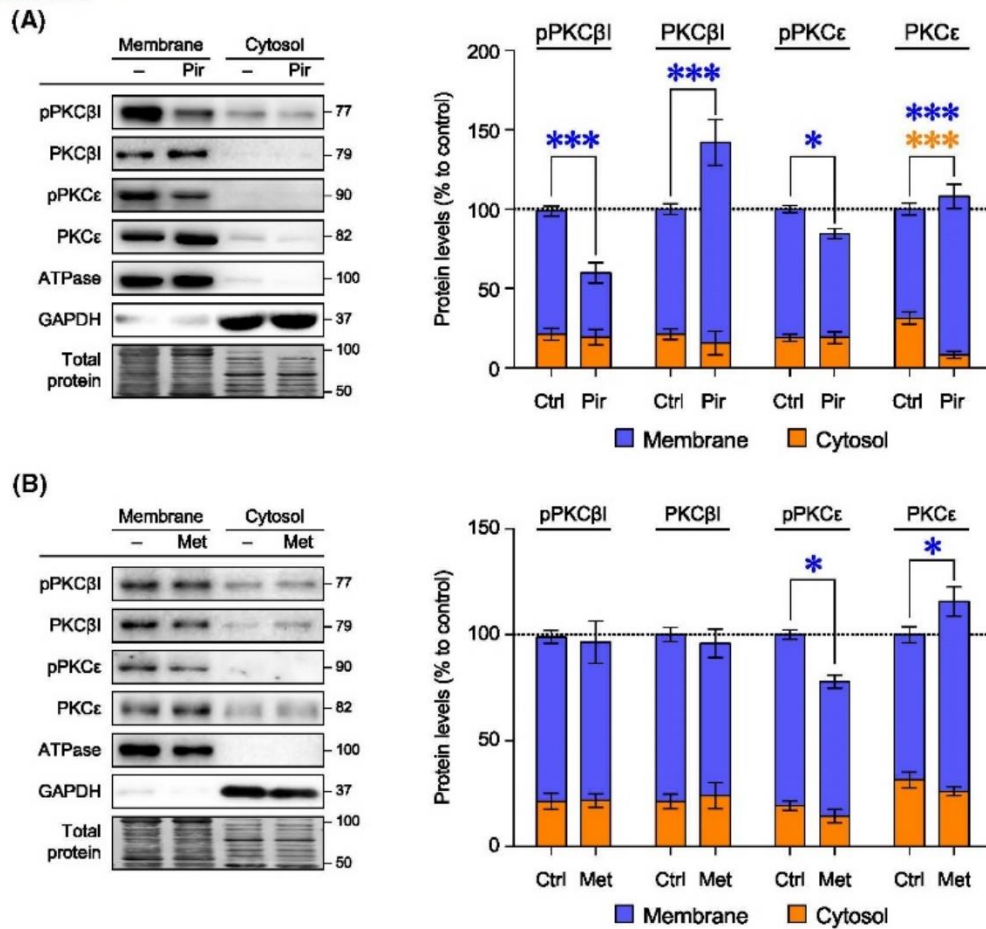 (A)
Membrane Cytosol
– Pir – Pir
pPKCβI 77
PKCβI 79
pPKCε 90
PKCε 82
ATPase 100
GAPDH 37
Total protein 100 50
Protein levels (% to control)
200
150
100
50
0
pPKCβI PKCβI pPKCε PKCε
*** *** * ***
***
Ctrl Pir Ctrl Pir Ctrl Pir Ctrl Pir
Membrane Cytosol
(B)
Membrane Cytosol
– Met – Met
pPKCβI 77
PKCβI 79
pPKCε 90
PKCε 82
ATPase 100
GAPDH 37
Total protein 100 50
Protein levels (% to control)
150
100
50
0
pPKCβI PKCβI pPKCε PKCε
* *
Ctrl Met Ctrl Met Ctrl Met Ctrl Met
Membrane Cytosol